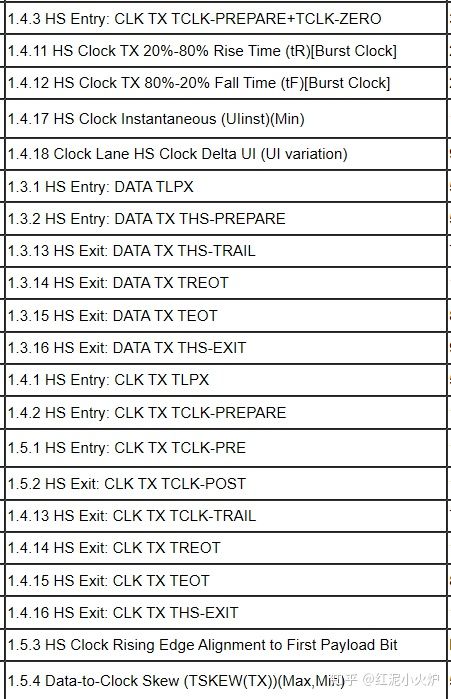 1.4.3 HS Entry: CLK TX TCLK-PREPARE+TCLK-ZERO
1.4.11 HS Clock TX 20%-80% Rise Time (tR)[Burst Clock]
1.4.12 HS Clock TX 80%-20% Fall Time (tF)[Burst Clock]
1.4.17 HS Clock Instantaneous (UIinst)(Min)
1.4.18 Clock Lane HS Clock Delta UI (UI variation)
1.3.1 HS Entry: DATA TLPX
1.3.2 HS Entry: DATA TX THS-PREPARE
1.3.13 HS Exit: DATA TX THS-TRAIL
1.3.14 HS Exit: DATA TX TREOT
1.3.15 HS Exit: DATA TX TEOT
1.3.16 HS Exit: DATA TX THS-EXIT
1.4.1 HS Entry: CLK TX TLPX
1.4.2 HS Entry: CLK TX TCLK-PREPARE
1.5.1 HS Entry: CLK TX TCLK-PRE
1.5.2 HS Exit: CLK TX TCLK-POST
1.4.13 HS Exit: CLK TX TCLK-TRAIL
1.4.14 HS Exit: CLK TX TREOT
1.4.15 HS Exit: CLK TX TEOT
1.4.16 HS Exit: CLK TX THS-EXIT
1.5.3 HS Clock Rising Edge Alignment to First Payload Bit
1.5.4 Data-to-Clock Skew (TSKEW(TX))(Max,Min)
知乎 @红泥小火炉